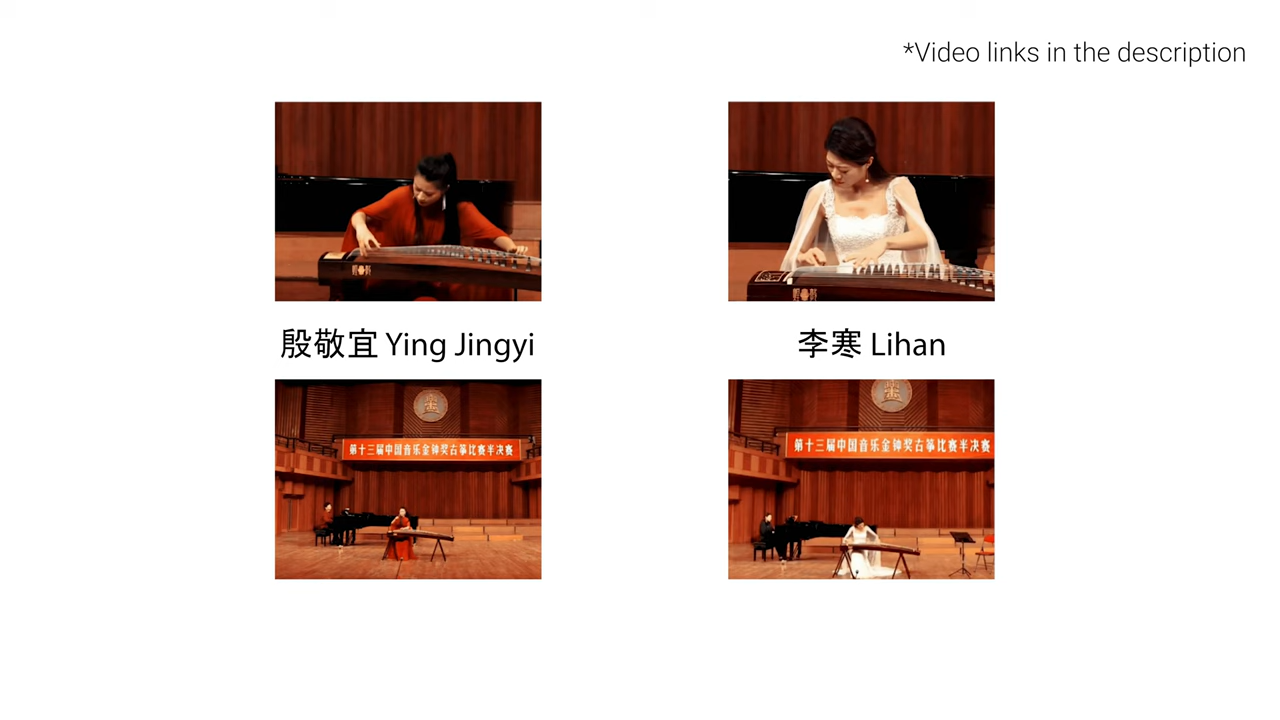 *Video links in the description
殷敬宜 Ying Jingyi
李寒 Lihan
第十三届中国音乐金钟奖古筝比赛半决赛
第十三届中国音乐金钟奖古筝比赛半决赛